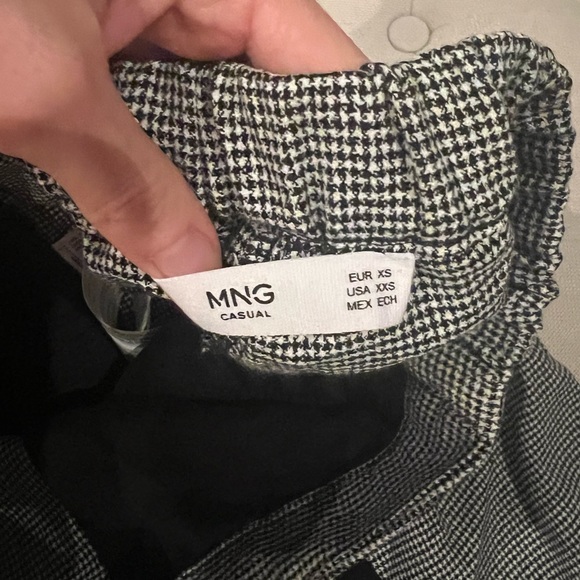 MNG
CASUAL
EUR XS
USA XXS
MEX ECH